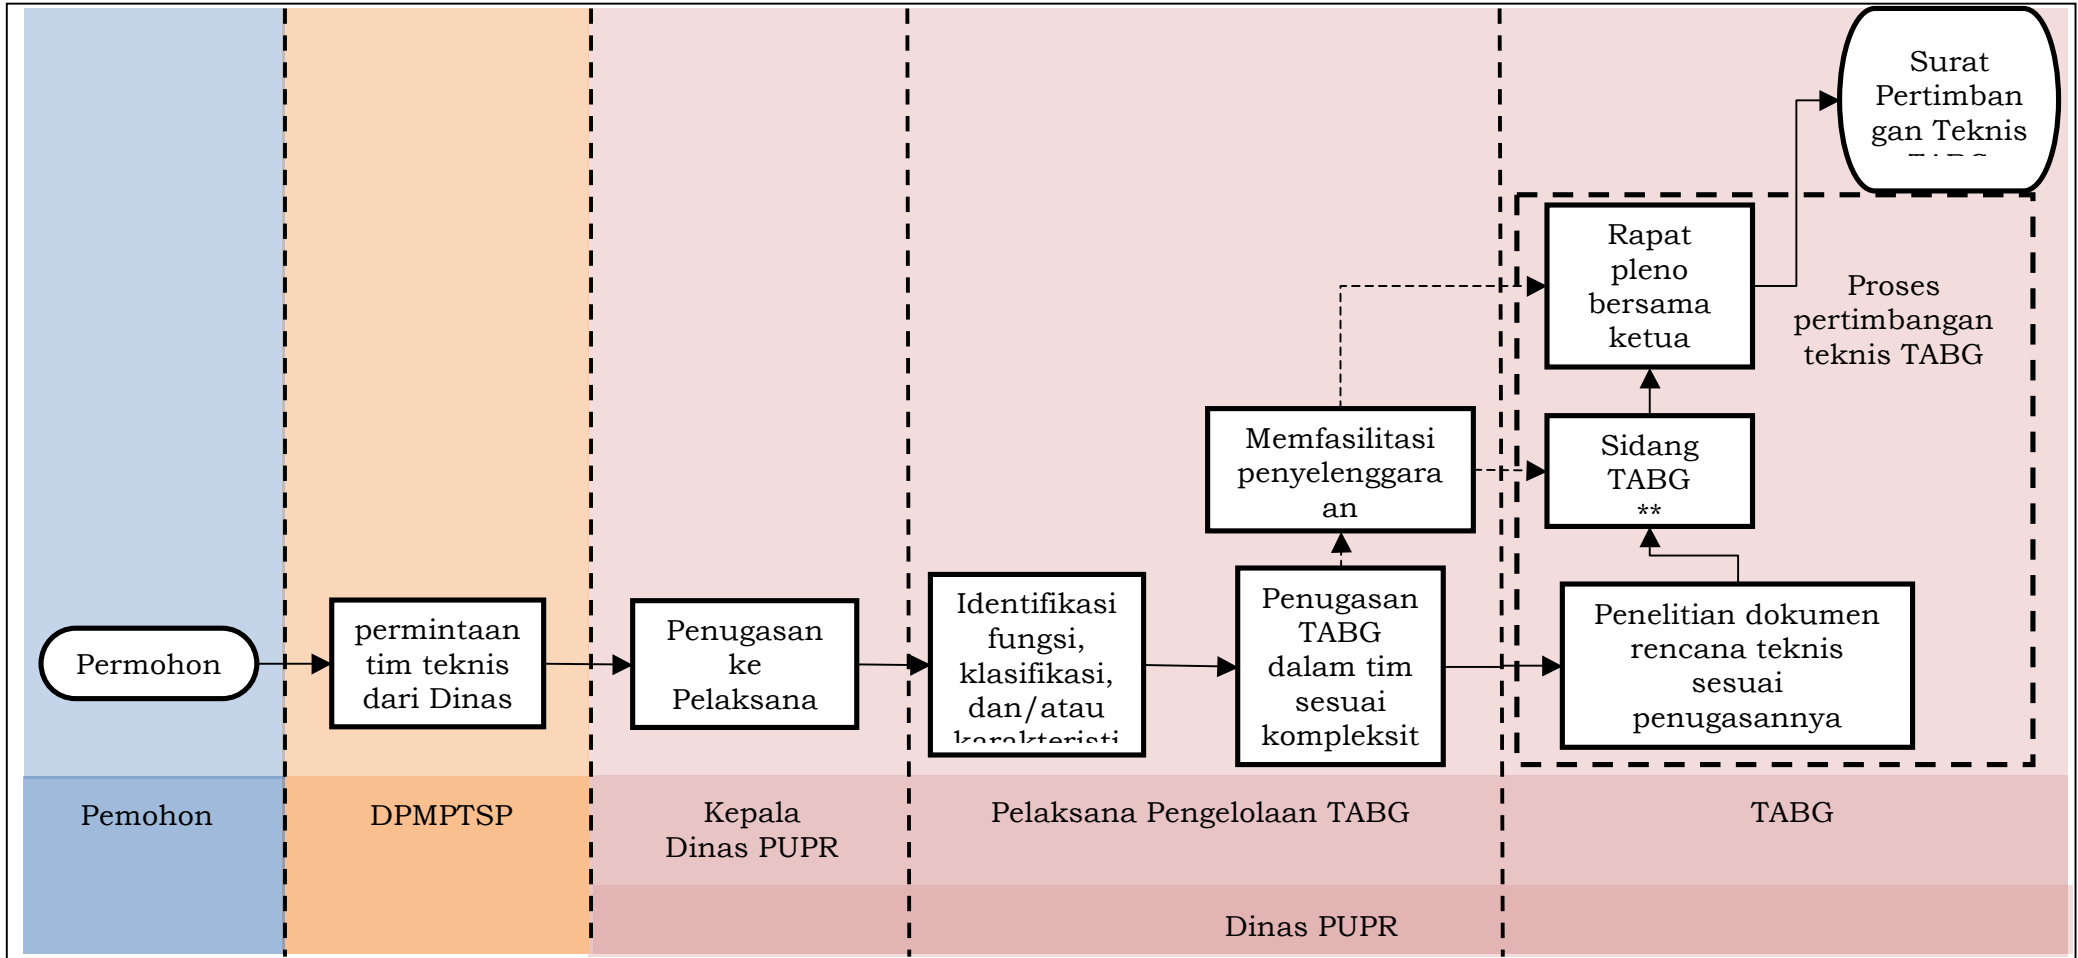 Surat
Pertimban
gan Teknis
Rapat
pleno
bersama
ketua
Proses
pertimbangan
teknis TABG
Memfasilitasi
penyelenggara
an
Sidang
TABG
**
Permohon
permintaan
tim teknis
dari Dinas
Penugasan
ke
Pelaksana
Identifikasi
fungsi,
klasifikasi,
dan/atau
karakteristi
Penugasan
TABG
dalam tim
sesuai
kompleksit
Penelitian dokumen
rencana teknis
sesuai
penugasannya
Pemohon
DPMPTSP
Kepala
Dinas PUPR
Pelaksana Pengelolaan TABG
TABG
Dinas PUPR